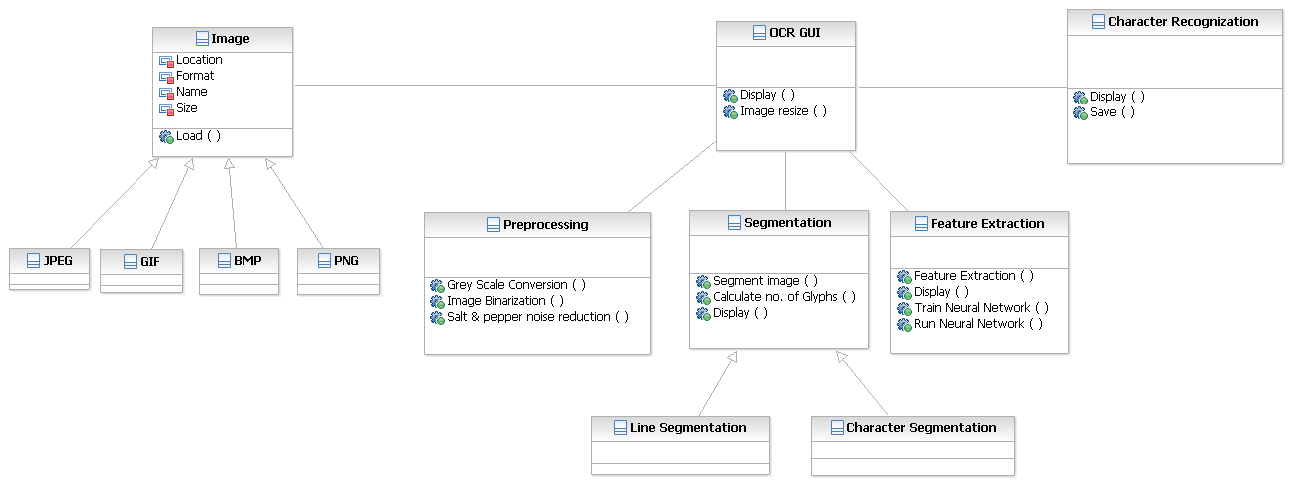 Image
Location
Format
Name
Size
Load ( )
OCR GUI
Display ( )
Image resize ( )
Character Recognization
Display ( )
Save ( )
JPEG
GIF
BMP
PNG
Preprocessing
Grey Scale Conversion ( )
Image Binarization ( )
Salt & pepper noise reduction ( )
Segmentation
Segment image ( )
Calculate no. of Glyphs ( )
Display ( )
Feature Extraction
Feature Extraction ( )
Display ( )
Train Neural Network ( )
Run Neural Network ( )
Line Segmentation
Character Segmentation